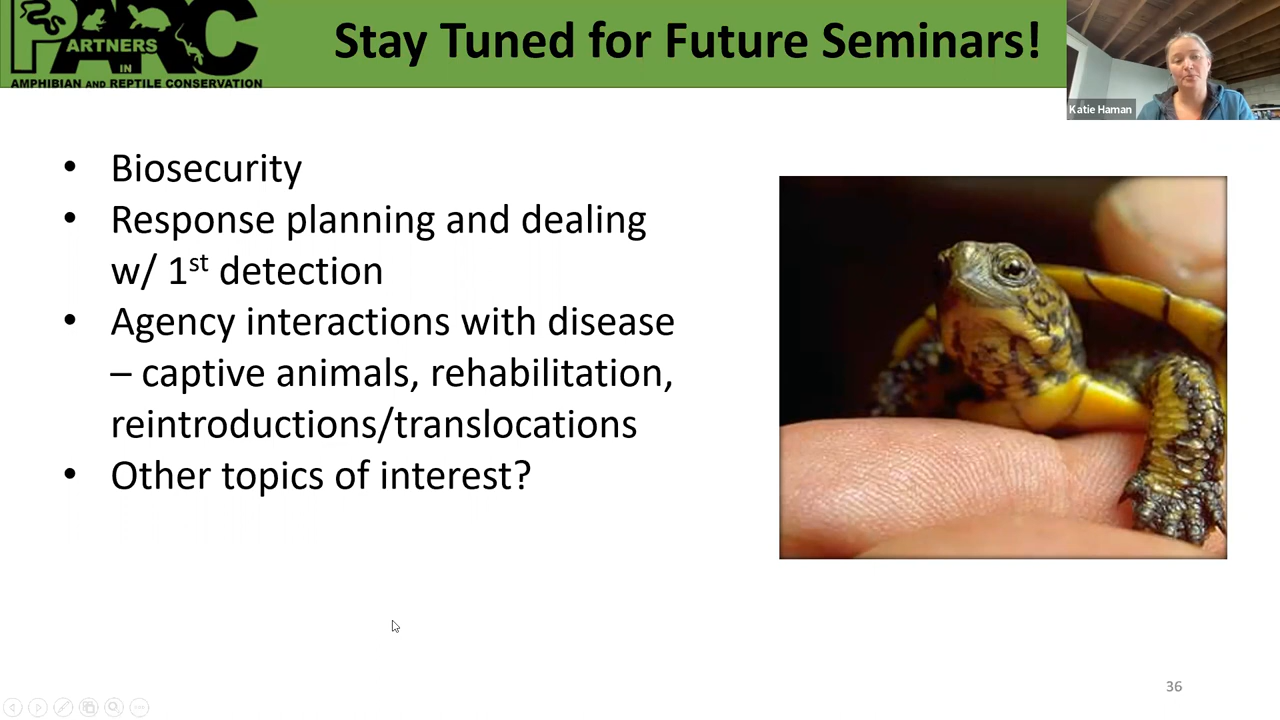 PARC
PARTNERS
IN
AMPHIBIAN AND REPTILE CONSERVATION
Stay Tuned for Future Seminars!
Katie Haman
• Biosecurity
• Response planning and dealing
w/ 1st detection
• Agency interactions with disease
– captive animals, rehabilitation,
reintroductions/translocations
• Other topics of interest?
36